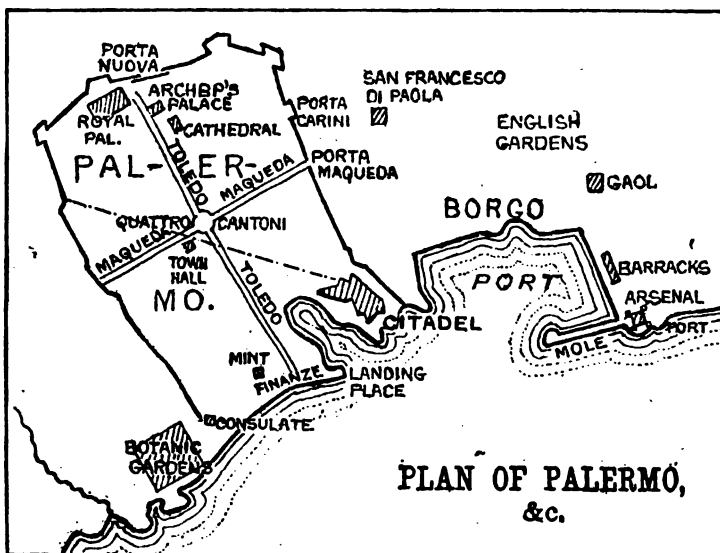 PORTA
NUOVA
ARCHBP'S
PALACE
ROYAL
PAL.
CATHEDRAL
PORTA
CARINI
SAN FRANCESCO
DI PAOLA
ENGLISH
GARDENS
PAL-ER-
TOLEDO
MAQUEDA
PORTA
MAQUEDA
GAOL
BORGO
QUATTRO CANTONI
MAQUEDA
TOWN
HALL
MO.
TOLEDO
PORT
BARRACKS
ARSENAL
PORT.
CITADEL
MOLE
MINT
FINANZE
LANDING
PLACE
CONSULATE
BOTANIC
GARDENS
PLAN OF PALERMO,
&c.